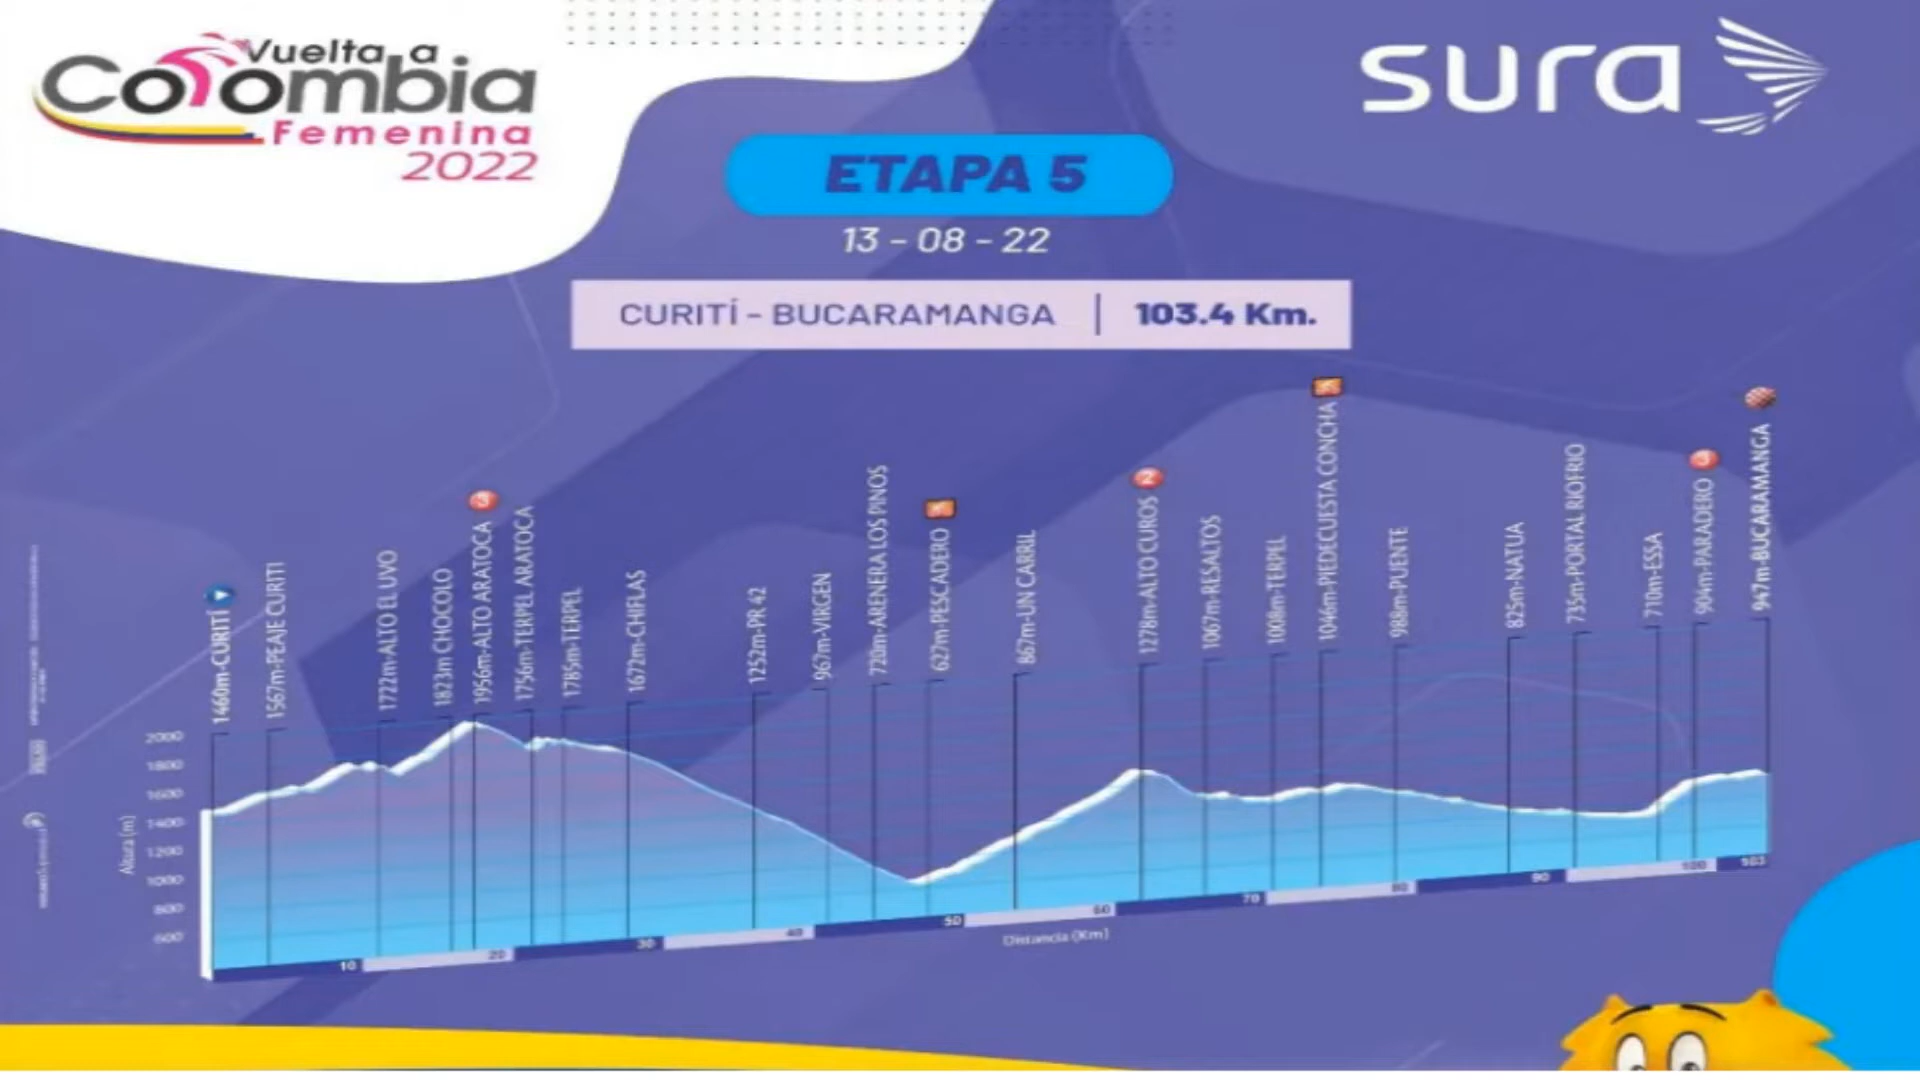 Vuelta a
Colombia
Femenina
2022
sura
ETAPA 5
13 - 08 - 22
CURITÍ - BUCARAMANGA | 103.4 Km.
1460m-CURITÍ
1567m-PEAJE CURITI
1722m-ALTO EL UVO
1823m CHOCOLO
1956m-ALTO ARATOCA
3
1756m-TERPEL ARATOCA
1785m-TERPEL
1672m-CHIFLAS
1252m-PR 42
967m-VIRGEN
720m-ARENERA LOS PINOS
627m-PESCADERO
867m-UN CARRIL
1278m-ALTO CUROS
2
1067m-RESALTOS
1008m-TERPEL
1046m-PIEDECUESTA CONCHA
988m-PUENTE
825m-NATUA
735m-PORTAL RIOFRIO
710m-ESSA
904m-PARADERO
3
947m-BUCARAMANGA
Altura (m)
2000
1800
1600
1400
1200
1000
800
600
10 20 30 40 50 60 70 80 90 100 103
Distancia (Km)